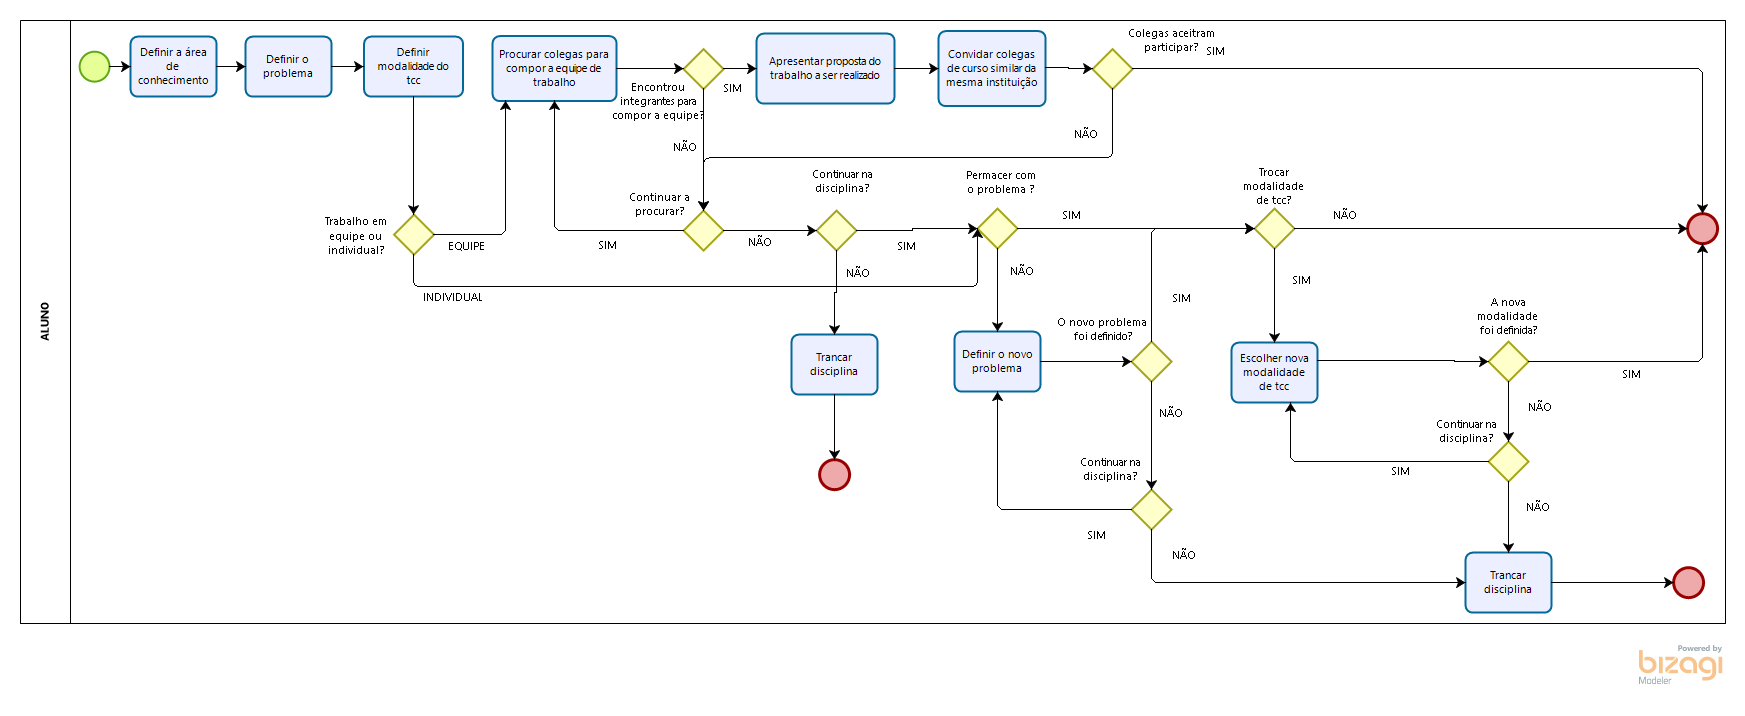 ALUNO
Definir a área
de
conhecimento
Definir o
problema
Definir
modalidade do
tcc
Procurar colegas para
compor a equipe de
trabalho
Encontrou
integrantes para
compor a equipe?
SIM
NÃO
Apresentar proposta do
trabalho a ser realizado
Convidar colegas
de curso similar da
mesma instituição
Colegas aceitram
participar?
SIM
NÃO
Trabalho em
equipe ou
individual?
EQUIPE
INDIVIDUAL
Continuar a
procurar?
SIM
NÃO
Continuar na
disciplina?
SIM
NÃO
Trancar
disciplina
Permacer com
o problema ?
SIM
NÃO
Definir o novo
problema
O novo problema
foi definido?
SIM
NÃO
Continuar na
disciplina?
SIM
NÃO
Trocar
modalidade
de tcc?
NÃO
SIM
Escolher nova
modalidade
de tcc
A nova
modalidade
foi definida?
SIM
NÃO
Continuar na
disciplina?
SIM
NÃO
Trancar
disciplina
Powered by
bizagi
Modeler